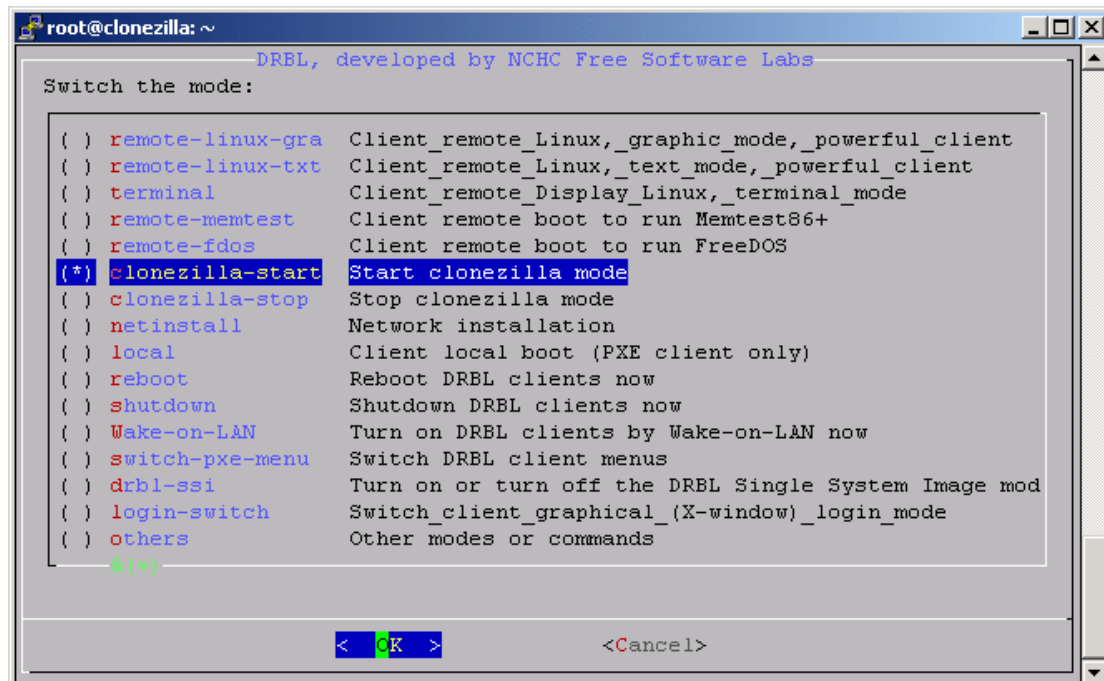 root@clonezilla: ~
DRBL, developed by NCHC Free Software Labs
Switch the mode:
( ) remote-linux-gra Client_remote_Linux,_graphic_mode,_powerful_client
( ) remote-linux-txt Client_remote_Linux,_text_mode,_powerful_client
( ) terminal Client_remote_Display_Linux,_terminal_mode
( ) remote-memtest Client remote boot to run Memtest86+
( ) remote-fdos Client remote boot to run FreeDOS
(*) clonezilla-start Start clonezilla mode
( ) clonezilla-stop Stop clonezilla mode
( ) netinstall Network installation
( ) local Client local boot (PXE client only)
( ) reboot Reboot DRBL clients now
( ) shutdown Shutdown DRBL clients now
( ) Wake-on-LAN Turn on DRBL clients by Wake-on-LAN now
( ) switch-pxe-menu Switch DRBL client menus
( ) drbl-ssi Turn on or turn off the DRBL Single System Image mod
( ) login-switch Switch_client_graphical_(X-window)_login_mode
( ) others Other modes or commands
â(+)
< OK > <Cancel>